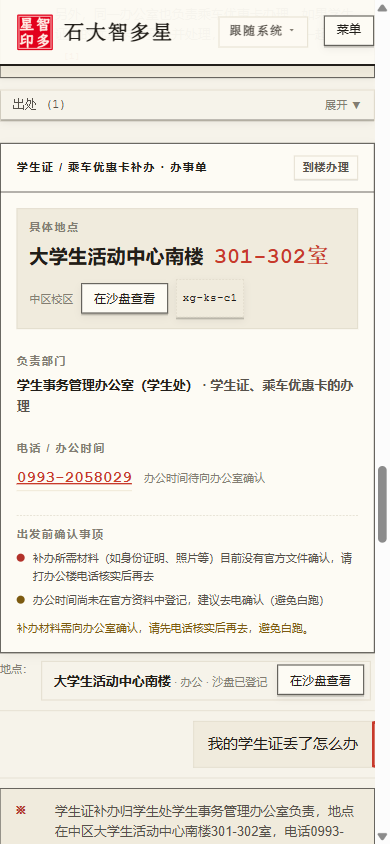 星智
印多
石大智多星
跟随系统
菜单
出处 （1）
展开 ▼
学生证 / 乘车优惠卡补办 · 办事单
到楼办理
具体地点
大学生活动中心南楼 301-302室
中区校区
在沙盘查看
xg-ks-c1
负责部门
学生事务管理办公室（学生处） · 学生证、乘车优惠卡的办
理
电话 / 办公时间
0993-2058029
办公时间待向办公室确认
出发前确认事项
补办所需材料（如身份证明、照片等）目前没有官方文件确认，请
打办公楼电话核实后再去
办公时间尚未在官方资料中登记，建议去电确认（避免白跑）
补办材料需向办公室确认，请先电话核实后再去，避免白跑。
地点：
大学生活动中心南楼 · 办公 · 沙盘已登记
在沙盘查看
我的学生证丢了怎么办
※
学生证补办归学生处学生事务管理办公室负责，地点
在中区大学生活动中心南楼301-302室，电话0993-